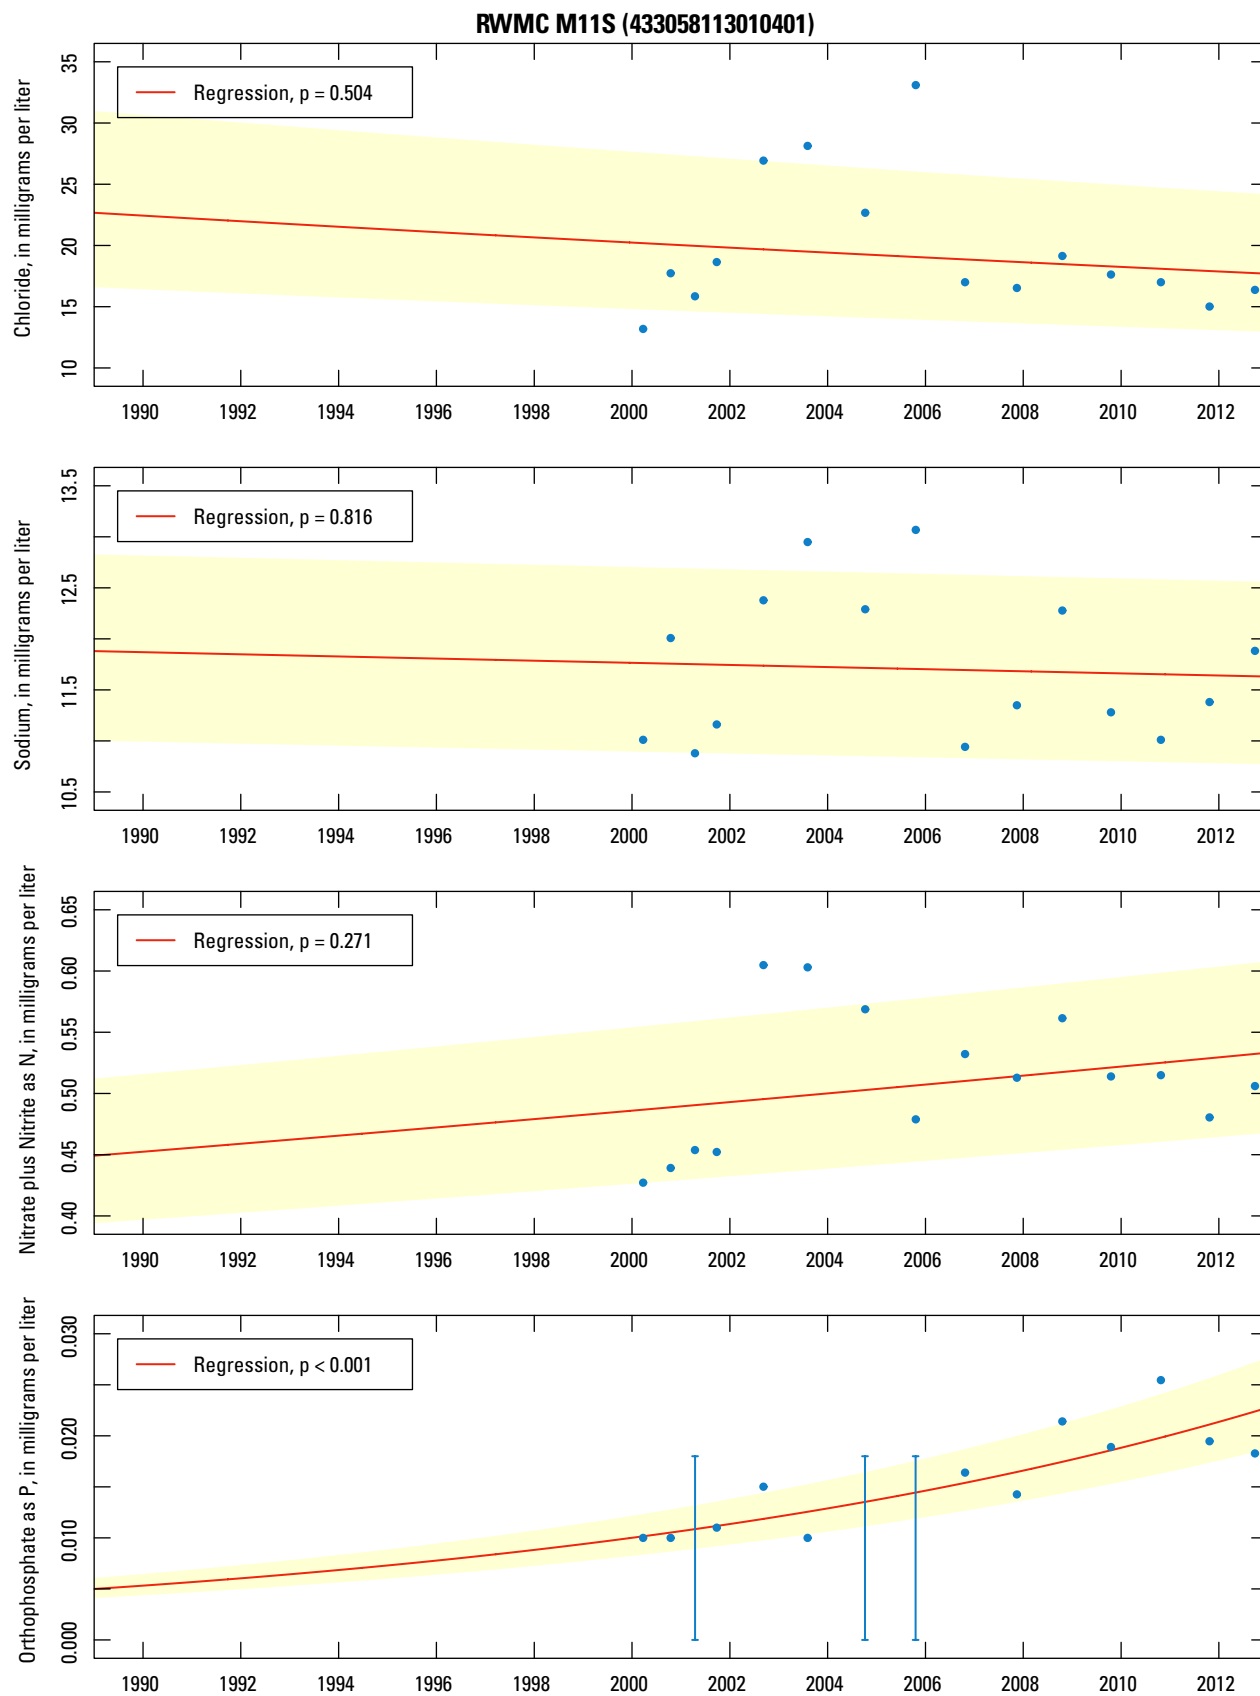 RWMC M11S (433058113010401)
Chloride, in milligrams per liter
35
30
25
20
15
10
Regression, p = 0.504
1990 1992 1994 1996 1998 2000 2002 2004 2006 2008 2010 2012
Sodium, in milligrams per liter
13.5
12.5
11.5
10.5
Regression, p = 0.816
1990 1992 1994 1996 1998 2000 2002 2004 2006 2008 2010 2012
Nitrate plus Nitrite as N, in milligrams per liter
0.65
0.60
0.55
0.50
0.45
0.40
Regression, p = 0.271
1990 1992 1994 1996 1998 2000 2002 2004 2006 2008 2010 2012
Orthophosphate as P, in milligrams per liter
0.030
0.020
0.010
0.000
Regression, p < 0.001
1990 1992 1994 1996 1998 2000 2002 2004 2006 2008 2010 2012